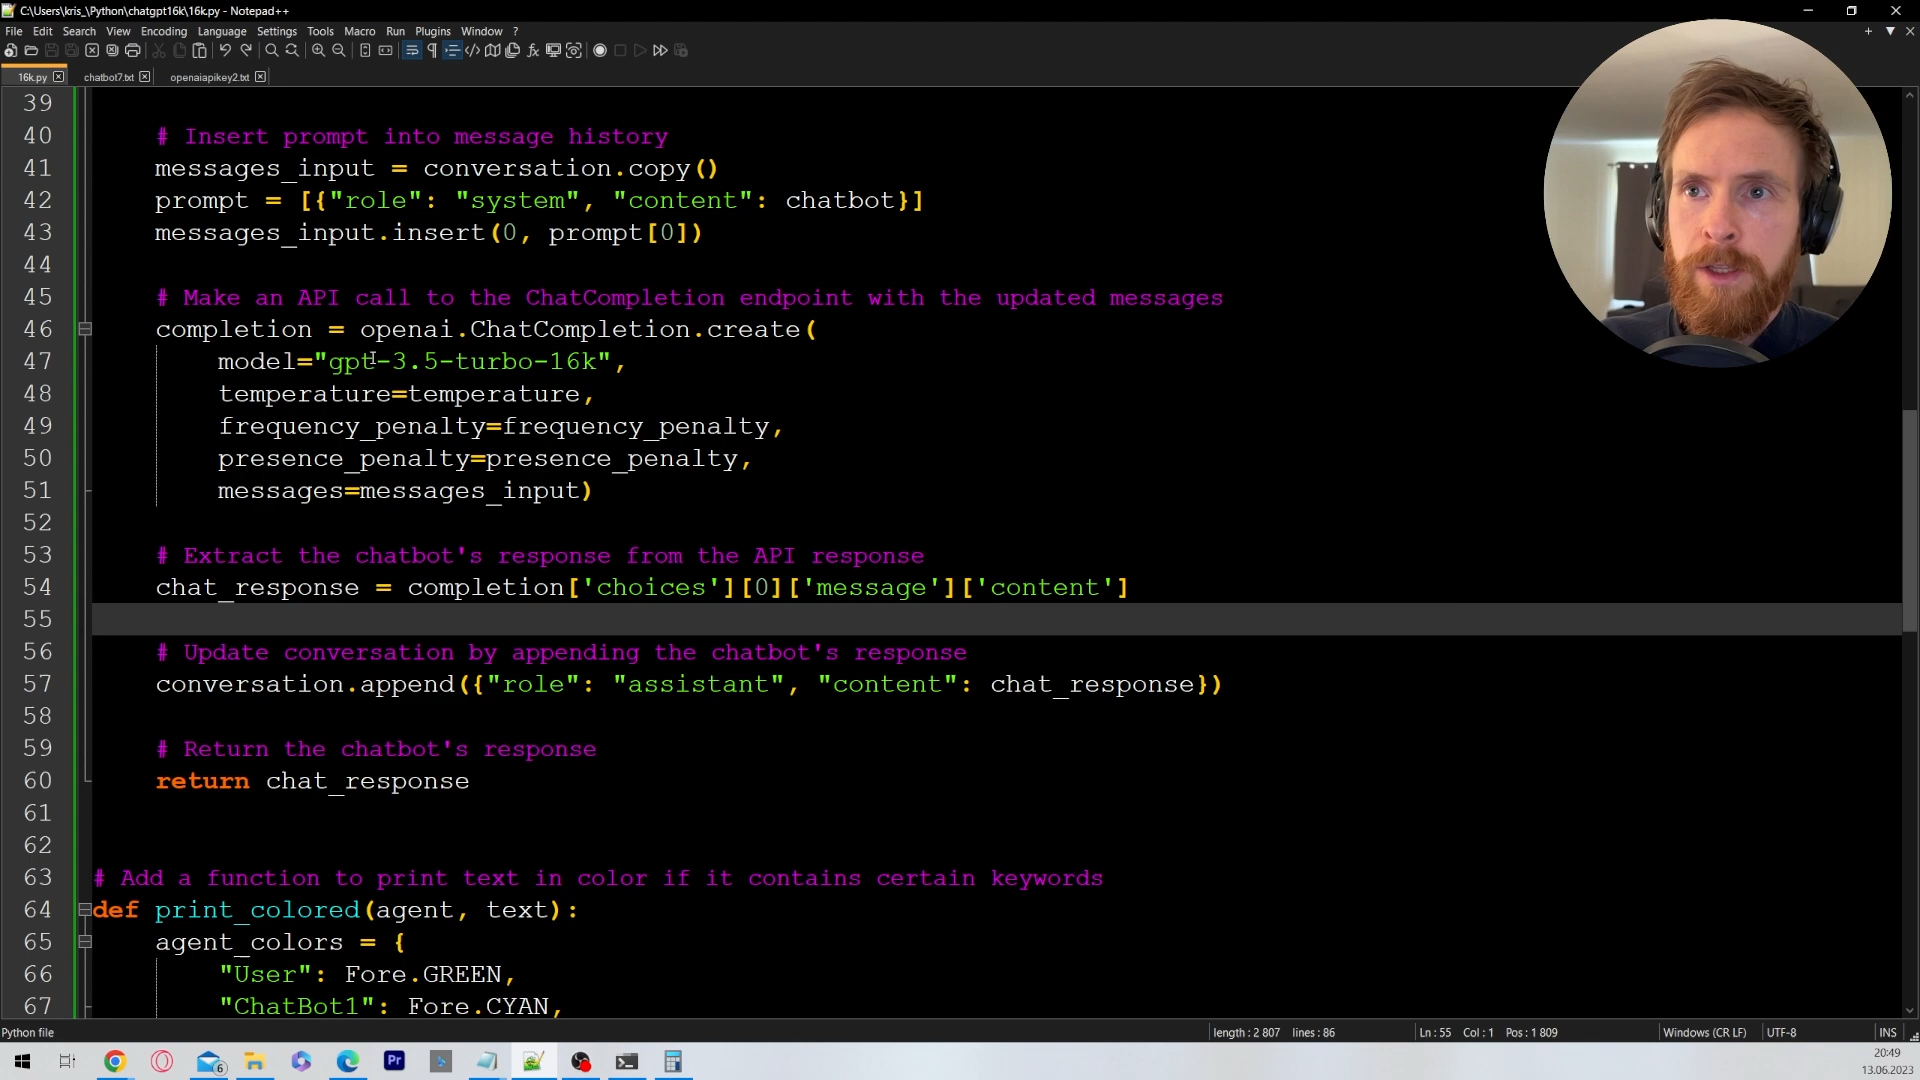 C:\Users\kris_\Python\chatgpt16k\16k.py - Notepad++
File Edit Search View Encoding Language Settings Tools Macro Run Plugins Window ?
16k.py chatbot7.txt openaiapikey2.txt
39
40 # Insert prompt into message history
41 messages_input = conversation.copy()
42 prompt = [{"role": "system", "content": chatbot}]
43 messages_input.insert(0, prompt[0])
44
45 # Make an API call to the ChatCompletion endpoint with the updated messages
46 completion = openai.ChatCompletion.create(
47 model="gpt-3.5-turbo-16k",
48 temperature=temperature,
49 frequency_penalty=frequency_penalty,
50 presence_penalty=presence_penalty,
51 messages=messages_input)
52
53 # Extract the chatbot's response from the API response
54 chat_response = completion['choices'][0]['message']['content']
55
56 # Update conversation by appending the chatbot's response
57 conversation.append({"role": "assistant", "content": chat_response})
58
59 # Return the chatbot's response
60 return chat_response
61
62
63 # Add a function to print text in color if it contains certain keywords
64 def print_colored(agent, text):
65 agent_colors = {
66 "User": Fore.GREEN,
67 "ChatBot1": Fore.CYAN,
Python file length : 2 807 lines : 86 Ln : 55 Col : 1 Pos : 1 809 Windows (CR LF) UTF-8 INS
6 Pr 20:49
13.06.2023